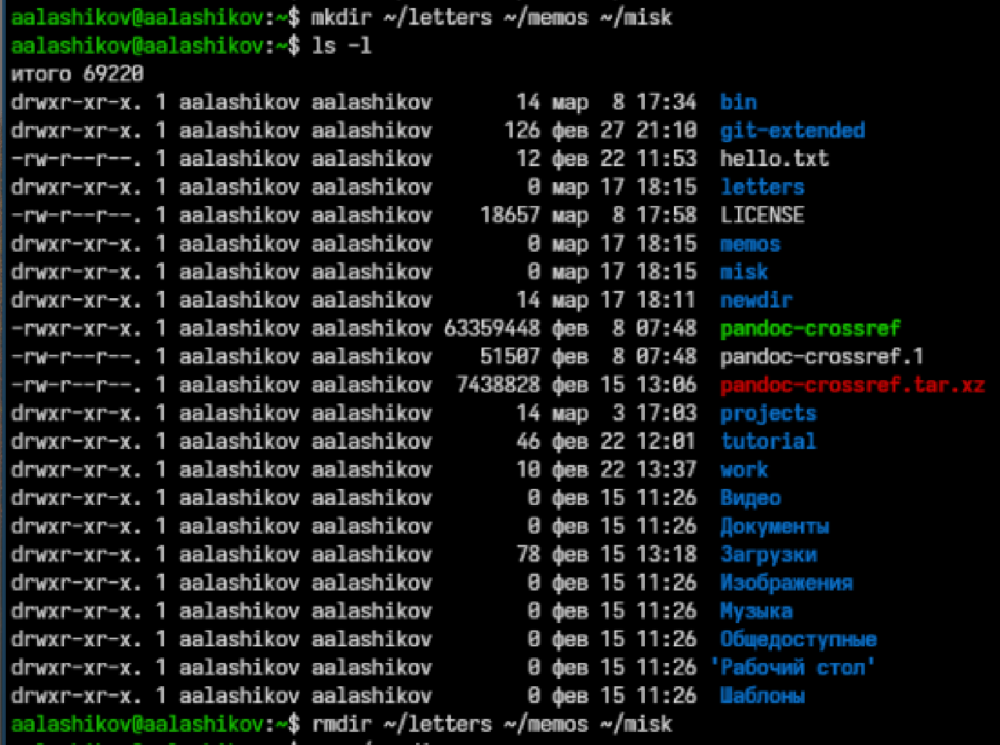 aalashikov@aalashikov:~$ mkdir ~/letters ~/memos ~/misk
aalashikov@aalashikov:~$ ls -l
итого 69220
drwxr-xr-x. 1 aalashikov aalashikov       14 мар  8 17:34  bin
drwxr-xr-x. 1 aalashikov aalashikov      126 фев 27 21:10  git-extended
-rw-r--r--. 1 aalashikov aalashikov       12 фев 22 11:53  hello.txt
drwxr-xr-x. 1 aalashikov aalashikov        0 мар 17 18:15  letters
-rw-r--r--. 1 aalashikov aalashikov    18657 мар  8 17:58  LICENSE
drwxr-xr-x. 1 aalashikov aalashikov        0 мар 17 18:15  memos
drwxr-xr-x. 1 aalashikov aalashikov        0 мар 17 18:15  misk
drwxr-xr-x. 1 aalashikov aalashikov       14 мар 17 18:11  newdir
-rwxr-xr-x. 1 aalashikov aalashikov 63359448 фев  8 07:48  pandoc-crossref
-rw-r--r--. 1 aalashikov aalashikov    51507 фев  8 07:48  pandoc-crossref.1
-rw-r--r--. 1 aalashikov aalashikov  7438828 фев 15 13:06  pandoc-crossref.tar.xz
drwxr-xr-x. 1 aalashikov aalashikov       14 мар  3 17:03  projects
drwxr-xr-x. 1 aalashikov aalashikov       46 фев 22 12:01  tutorial
drwxr-xr-x. 1 aalashikov aalashikov       10 фев 22 13:37  work
drwxr-xr-x. 1 aalashikov aalashikov        0 фев 15 11:26  Видео
drwxr-xr-x. 1 aalashikov aalashikov        0 фев 15 11:26  Документы
drwxr-xr-x. 1 aalashikov aalashikov       78 фев 15 13:18  Загрузки
drwxr-xr-x. 1 aalashikov aalashikov        0 фев 15 11:26  Изображения
drwxr-xr-x. 1 aalashikov aalashikov        0 фев 15 11:26  Музыка
drwxr-xr-x. 1 aalashikov aalashikov        0 фев 15 11:26  Общедоступные
drwxr-xr-x. 1 aalashikov aalashikov        0 фев 15 11:26 'Рабочий стол'
drwxr-xr-x. 1 aalashikov aalashikov        0 фев 15 11:26  Шаблоны
aalashikov@aalashikov:~$ rmdir ~/letters ~/memos ~/misk